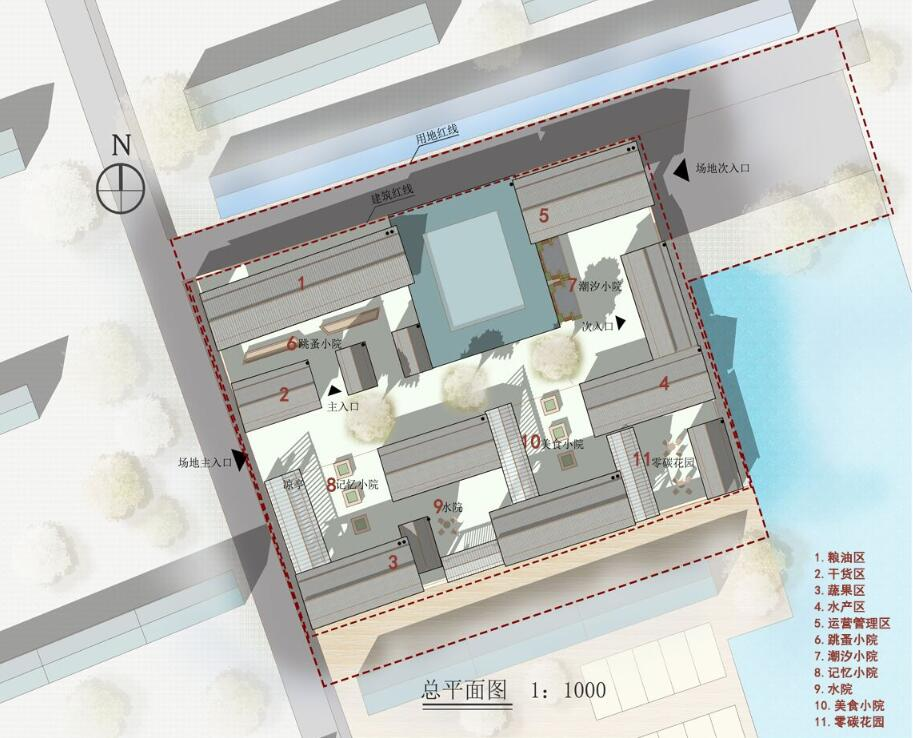 用地红线
N
场地次入口
建筑红线
5
1
7潮汐小院
次入口
6跳蚤小院
4
2
主入口
10美食小院
场地主入口
11零碳花园
凉亭
8记忆小院
9水院
3
1. 粮油区
2. 干货区
3. 蔬果区
4. 水产区
5. 运营管理区
6. 跳蚤小院
7. 潮汐小院
8. 记忆小院
9. 水院
10. 美食小院
11. 零碳花园
总平面图 1：1000